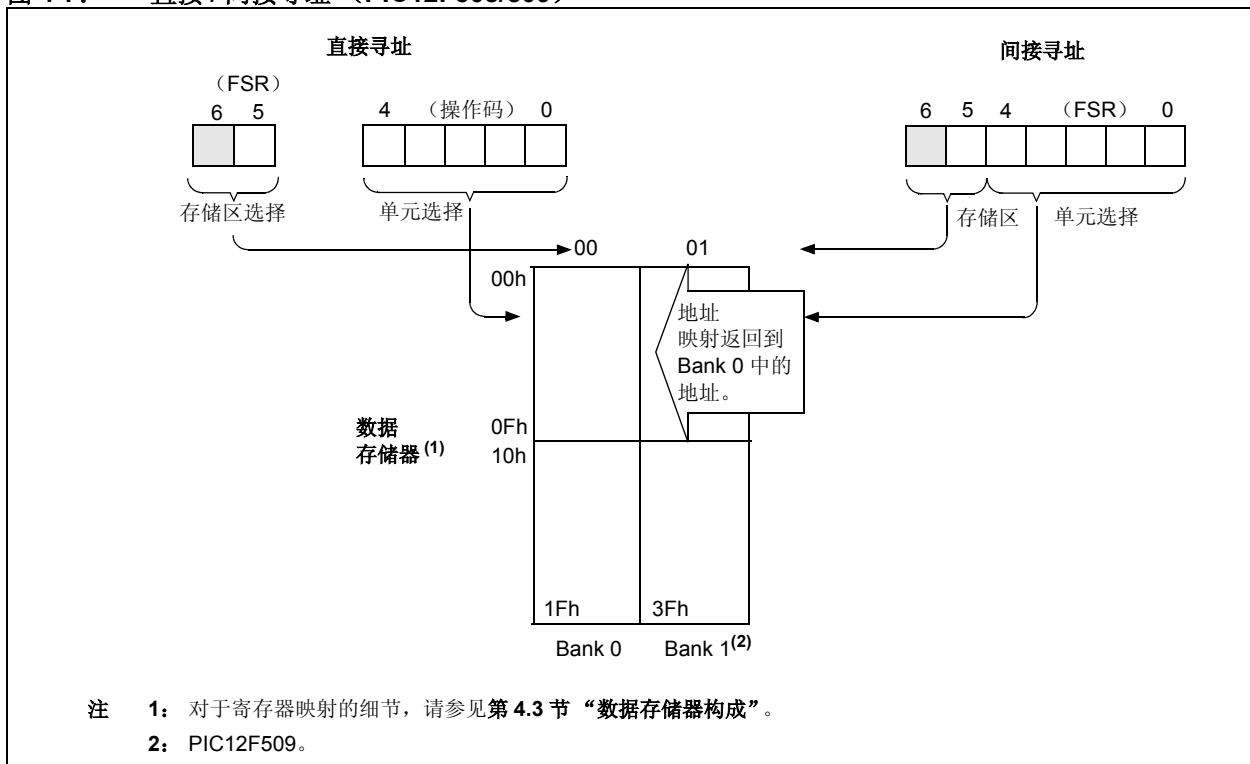 直接寻址
间接寻址
（FSR）
6 5
4 （操作码） 0
6 5 4 （FSR） 0
存储区选择
单元选择
存储区
单元选择
00
01
00h
地址
映射返回到
Bank 0 中的
地址。
数据
存储器 (1)
0Fh
10h
1Fh
3Fh
Bank 0
Bank 1(2)
注 1： 对于寄存器映射的细节，请参见第 4.3 节 “数据存储器构成”。
2： PIC12F509。